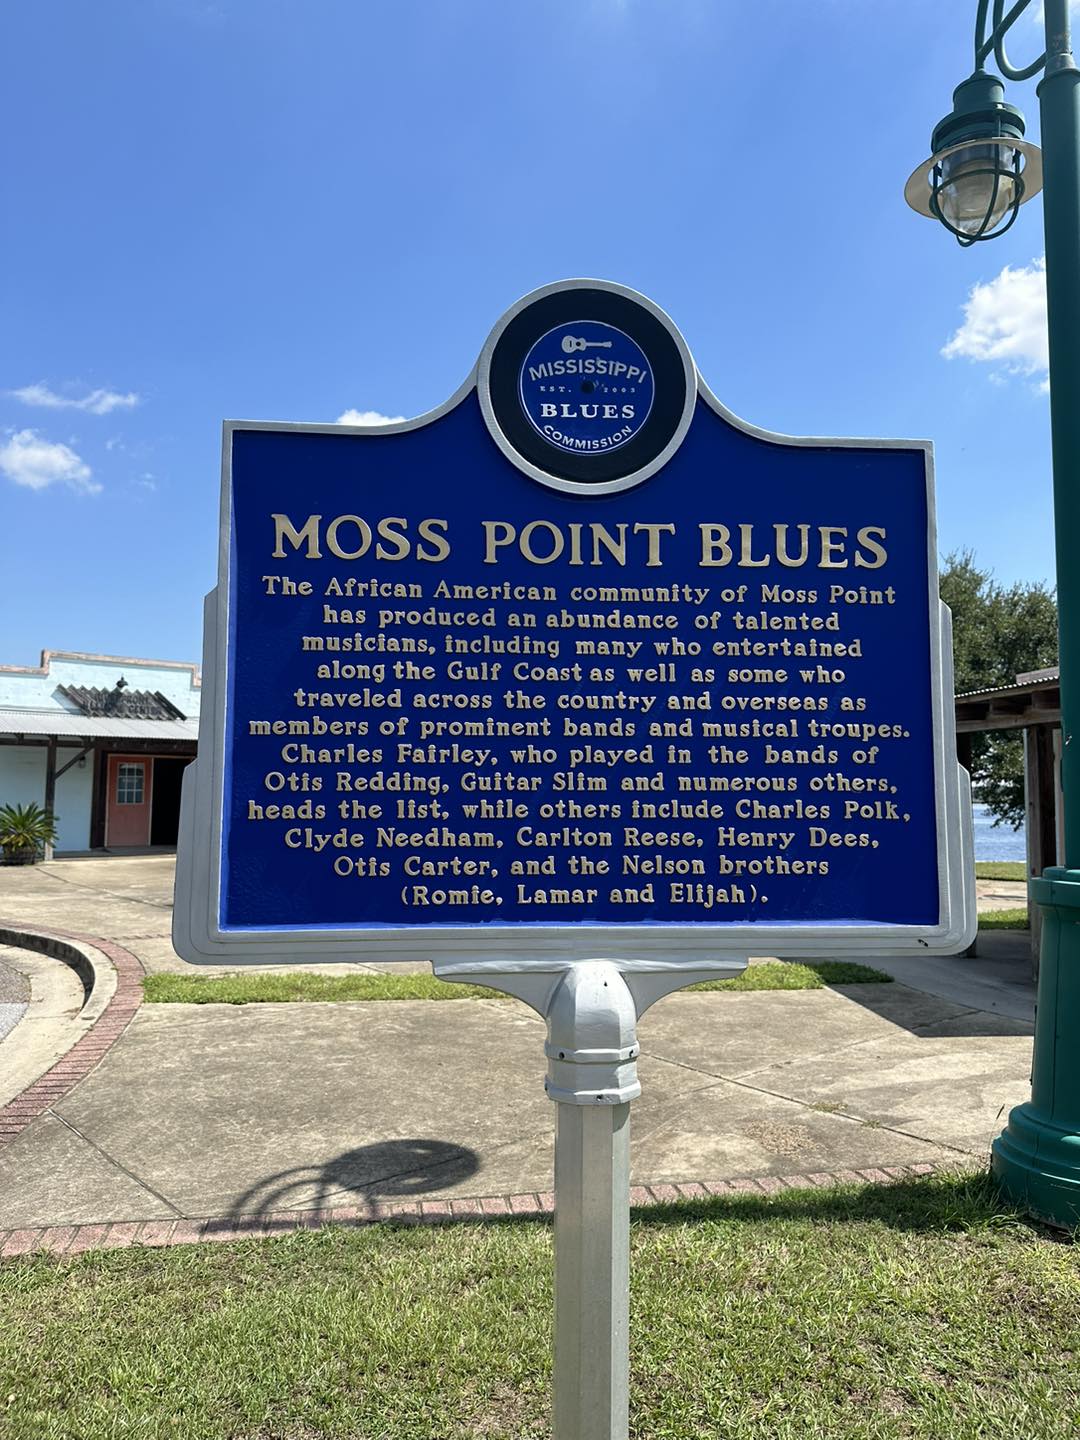 MISSISSIPPI
EST. 2003
BLUES
COMMISSION
MOSS POINT BLUES
The African American community of Moss Point
has produced an abundance of talented
musicians, including many who entertained
along the Gulf Coast as well as some who
traveled across the country and overseas as
members of prominent bands and musical troupes.
Charles Fairley, who played in the bands of
Otis Redding, Guitar Slim and numerous others,
heads the list, while others include Charles Polk,
Clyde Needham, Carlton Reese, Henry Dees,
Otis Carter, and the Nelson brothers
(Romie, Lamar and Elijah).